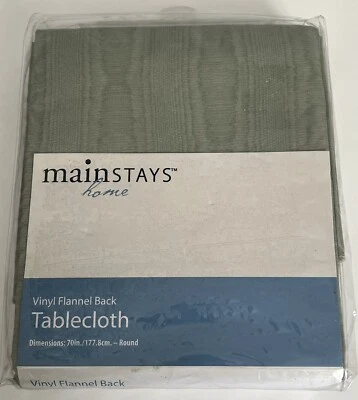 mainSTAYS™
home
Vinyl Flannel Back
Tablecloth
Dimensions: 70in./177.8cm. ~ Round
Vinyl Flannel Back